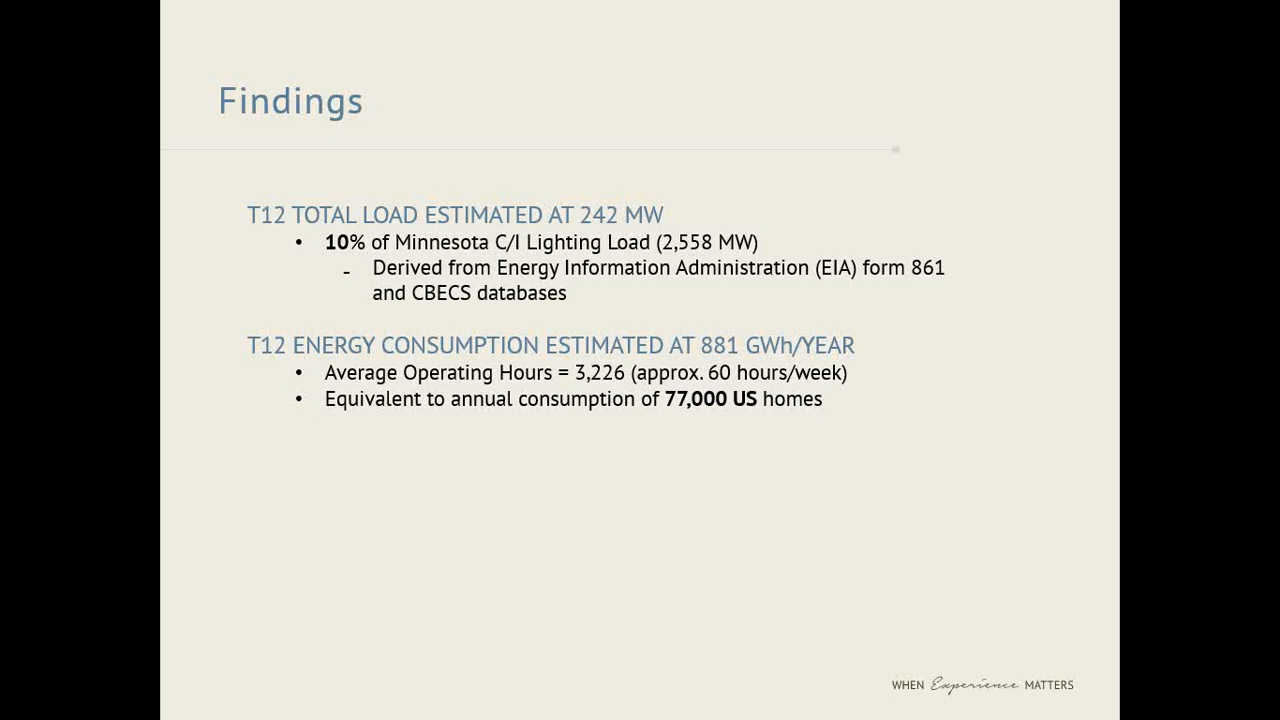 Findings
T12 TOTAL LOAD ESTIMATED AT 242 MW
• 10% of Minnesota C/I Lighting Load (2,558 MW)
- Derived from Energy Information Administration (EIA) form 861
and CBECS databases
T12 ENERGY CONSUMPTION ESTIMATED AT 881 GWh/YEAR
• Average Operating Hours = 3,226 (approx. 60 hours/week)
• Equivalent to annual consumption of 77,000 US homes
WHEN Experience MATTERS